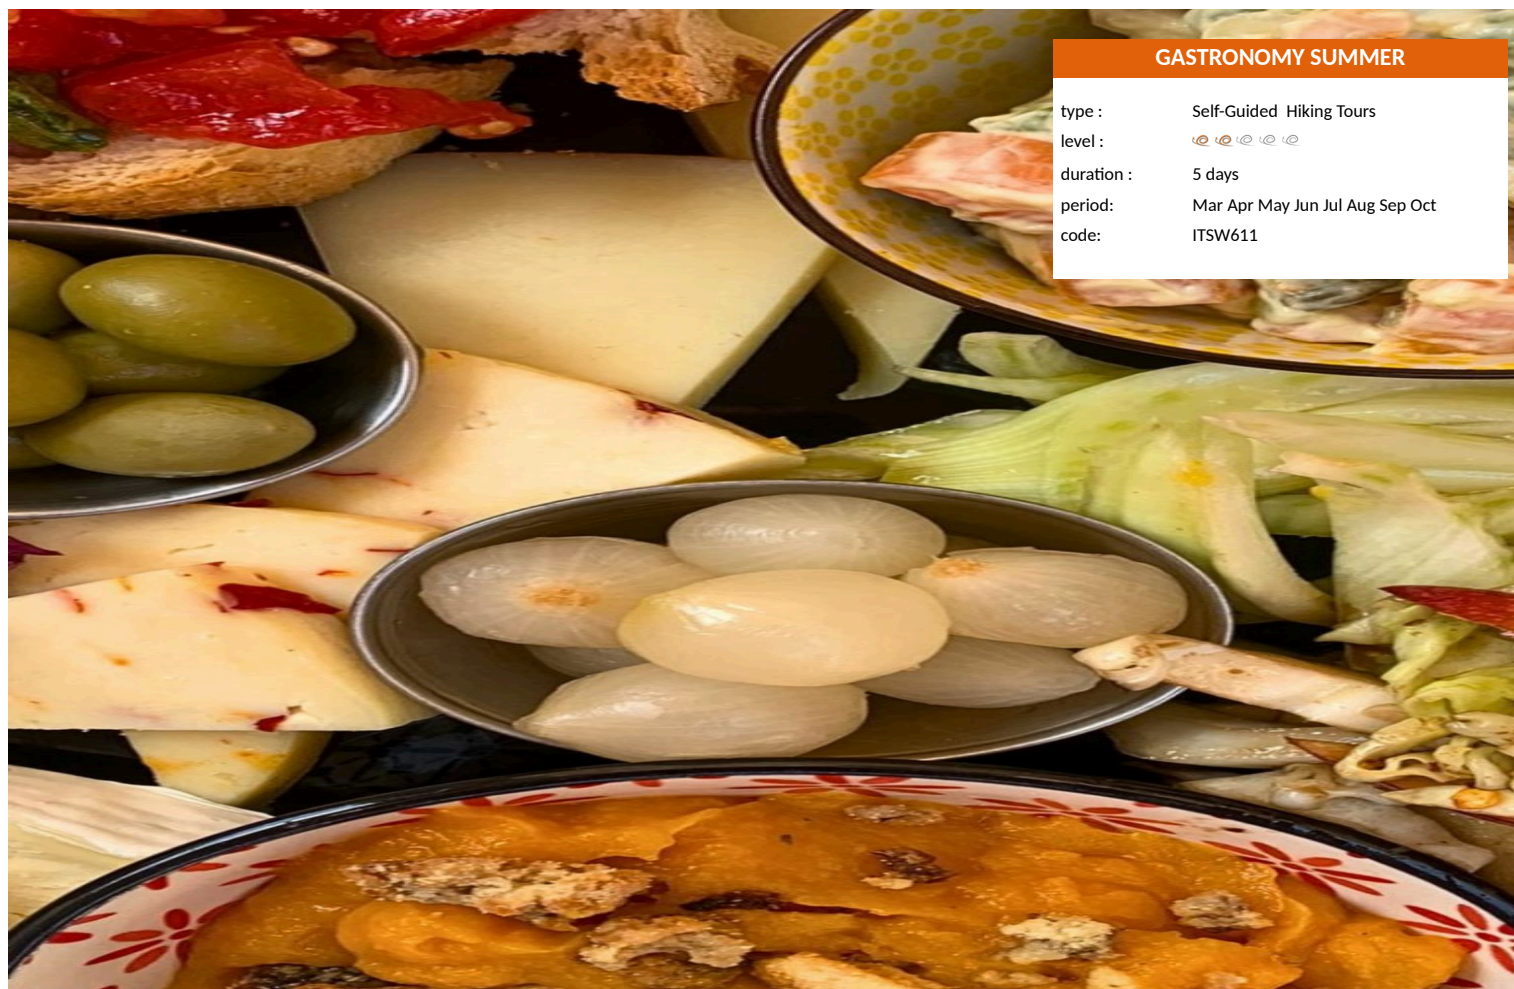 GASTRONOMY SUMMER
type : Self-Guided  Hiking Tours
level :
duration : 5 days
period: Mar Apr May Jun Jul Aug Sep Oct
code: ITSW611